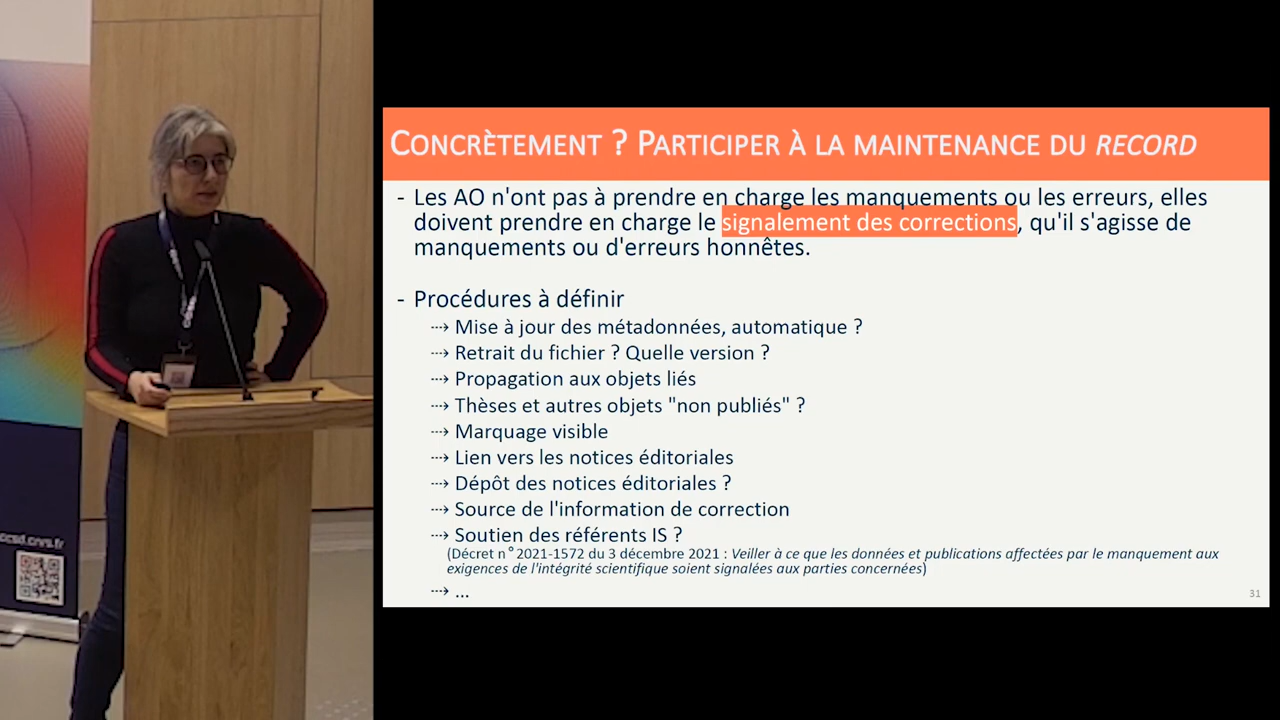 CONCRÈTEMENT ? PARTICIPER À LA MAINTENANCE DU RECORD
- Les AO n'ont pas à prendre en charge les manquements ou les erreurs, elles
doivent prendre en charge le signalement des corrections, qu'il s'agisse de
manquements ou d'erreurs honnêtes.
- Procédures à définir
⤏ Mise à jour des métadonnées, automatique ?
⤏ Retrait du fichier ? Quelle version ?
⤏ Propagation aux objets liés
⤏ Thèses et autres objets "non publiés" ?
⤏ Marquage visible
⤏ Lien vers les notices éditoriales
⤏ Dépôt des notices éditoriales ?
⤏ Source de l'information de correction
⤏ Soutien des référents IS ?
(Décret n°2021-1572 du 3 décembre 2021 : Veiller à ce que les données et publications affectées par le manquement aux
exigences de l'intégrité scientifique soient signalées aux parties concernées)
⤏ ...
31
ccsd.cnrs.fr